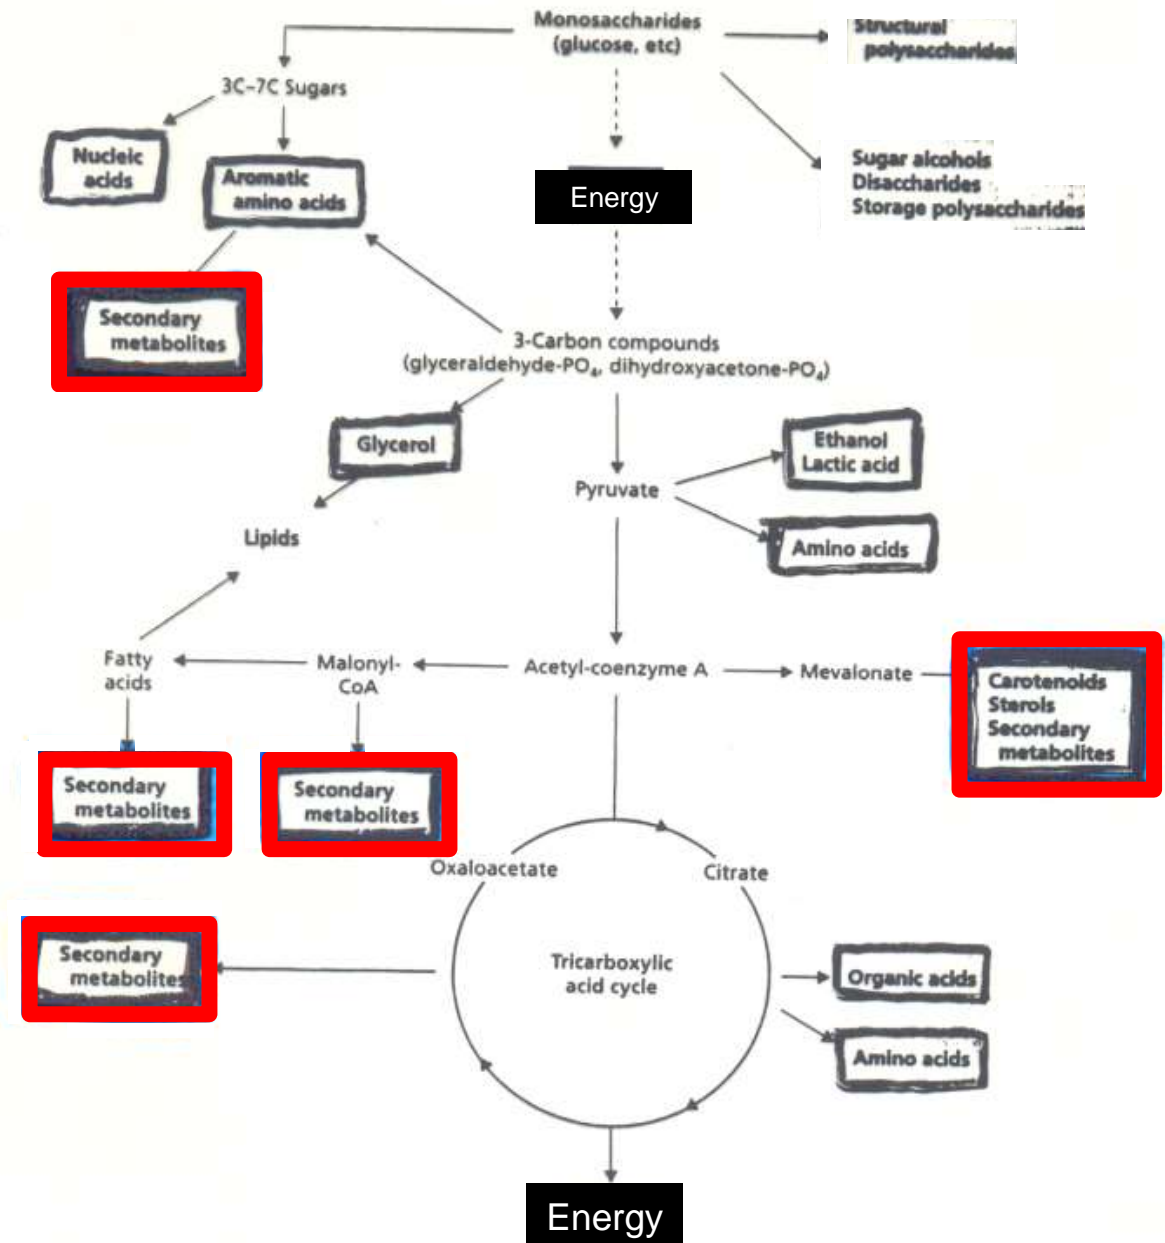 Monosaccharides
(glucose, etc)
Structural
polysaccharides
3C–7C Sugars
Nucleic
acids
Aromatic
amino acids
Energy
Sugar alcohols
Disaccharides
Storage polysaccharides
Secondary
metabolites
3-Carbon compounds
(glyceraldehyde-PO₄, dihydroxyacetone-PO₄)
Glycerol
Ethanol
Lactic acid
Pyruvate
Lipids
Amino acids
Fatty
acids
Malonyl-
CoA
Acetyl-coenzyme A
Mevalonate
Carotenoids
Sterols
Secondary
metabolites
Secondary
metabolites
Secondary
metabolites
Oxaloacetate
Citrate
Secondary
metabolites
Tricarboxylic
acid cycle
Organic acids
Amino acids
Energy